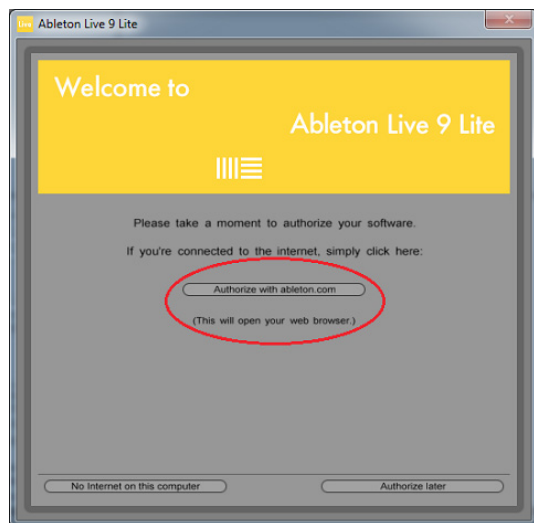 Live Ableton Live 9 Lite
Welcome to
Ableton Live 9 Lite
Please take a moment to authorize your software.
If you're connected to the internet, simply click here:
Authorize with ableton.com
(This will open your web browser.)
No Internet on this computer Authorize later